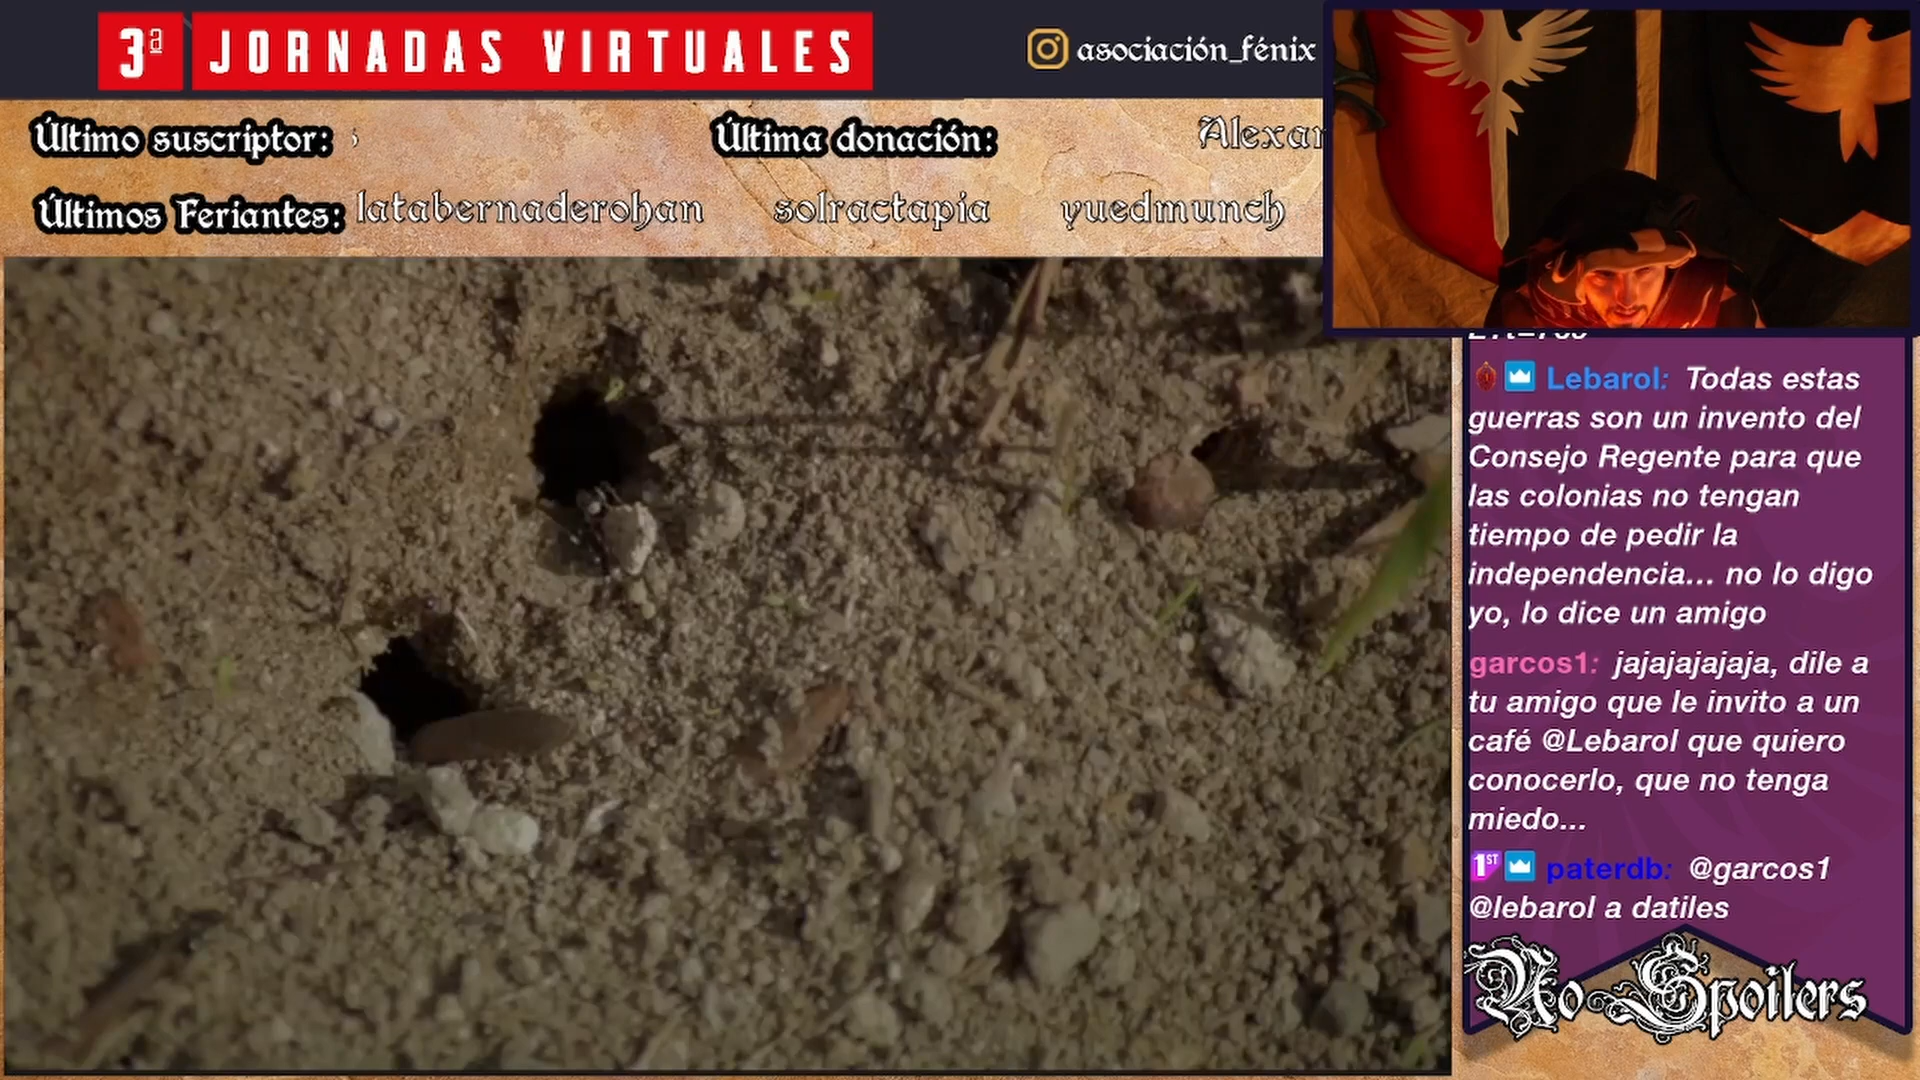 3ª JORNADAS VIRTUALES
asociación_fénix
Último suscriptor:
Última donación:
Últimos Feriantes: latabernaderohan solractapia yuedmunch
Lebarol: Todas estas
guerras son un invento del
Consejo Regente para que
las colonias no tengan
tiempo de pedir la
independencia... no lo digo
yo, lo dice un amigo
garcos1: jajajajajaja, dile a
tu amigo que le invito a un
café @Lebarol que quiero
conocerlo, que no tenga
miedo...
1ST paterdb: @garcos1
@lebarol a datiles
No Spoilers